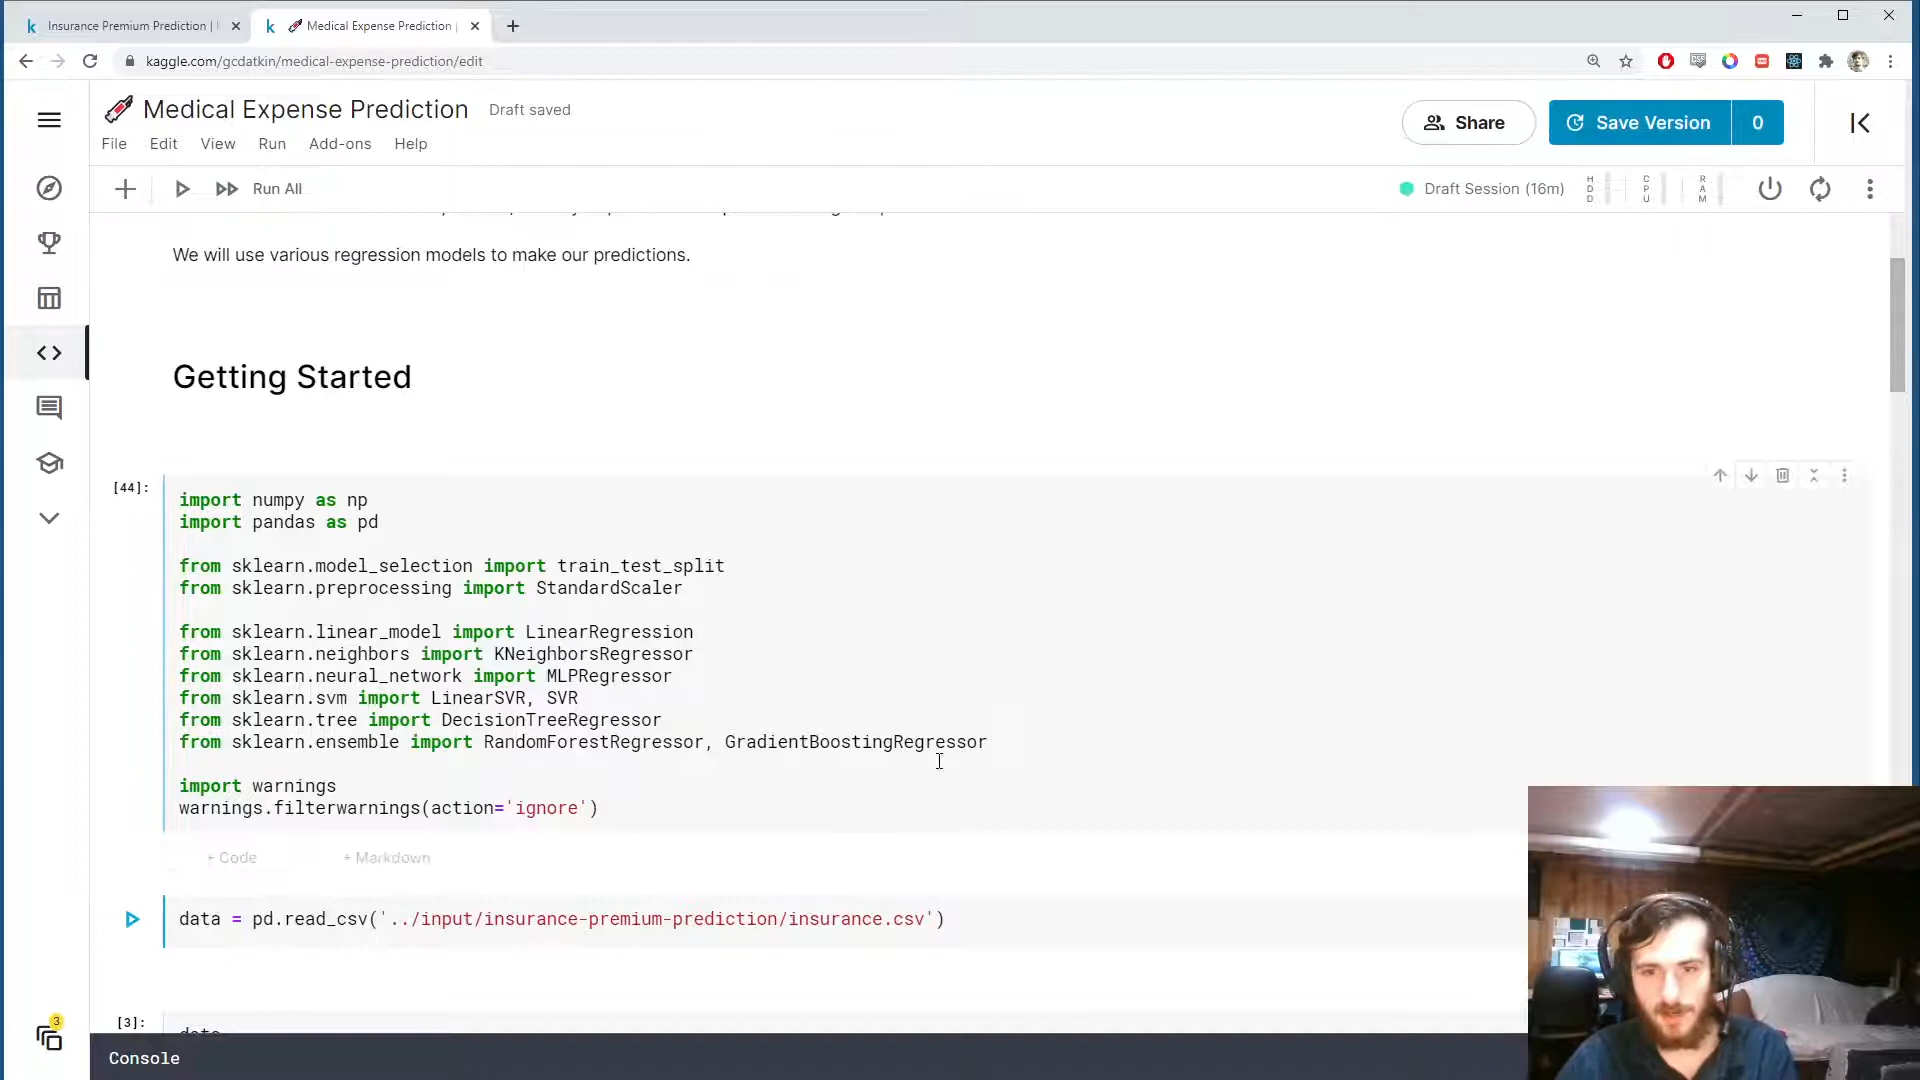 Insurance Premium Prediction |
Medical Expense Prediction |
kaggle.com/gcdatkin/medical-expense-prediction/edit
Medical Expense Prediction
Draft saved
Share
Save Version
0
File
Edit
View
Run
Add-ons
Help
Run All
Draft Session (16m)
HDD
CPU
RAM
We will use various regression models to make our predictions.
Getting Started
[44]:
import numpy as np
import pandas as pd
from sklearn.model_selection import train_test_split
from sklearn.preprocessing import StandardScaler
from sklearn.linear_model import LinearRegression
from sklearn.neighbors import KNeighborsRegressor
from sklearn.neural_network import MLPRegressor
from sklearn.svm import LinearSVR, SVR
from sklearn.tree import DecisionTreeRegressor
from sklearn.ensemble import RandomForestRegressor, GradientBoostingRegressor
import warnings
warnings.filterwarnings(action='ignore')
+ Code
+ Markdown
data = pd.read_csv('../input/insurance-premium-prediction/insurance.csv')
[3]:
data
3
Console